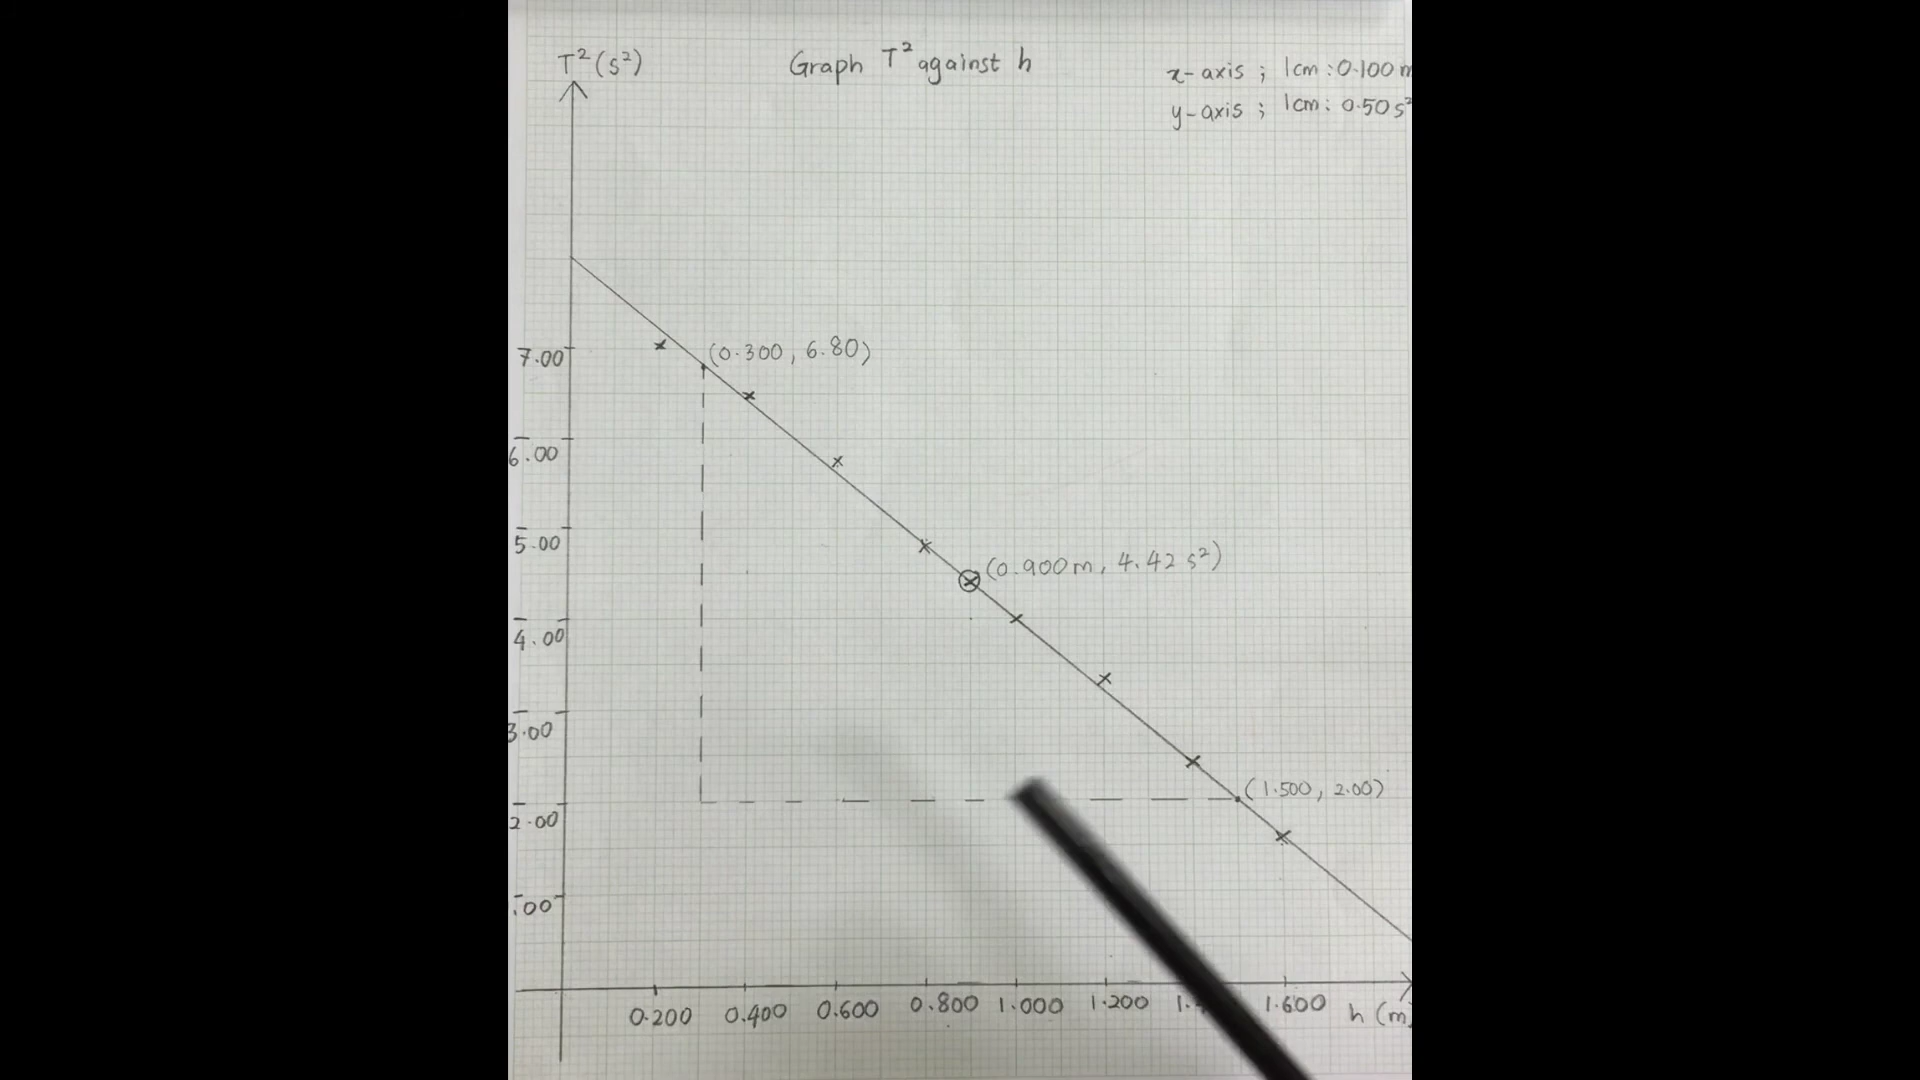 T²(s²)
Graph T² against h
x-axis ; 1cm : 0.100 m
y-axis ; 1cm : 0.50 s²
7.00
(0.300, 6.80)
6.00
5.00
(0.900m, 4.42 s²)
4.00
3.00
(1.500, 2.00)
2.00
.00
0.200 0.400 0.600 0.800 1.000 1.200 1.600 h (m)